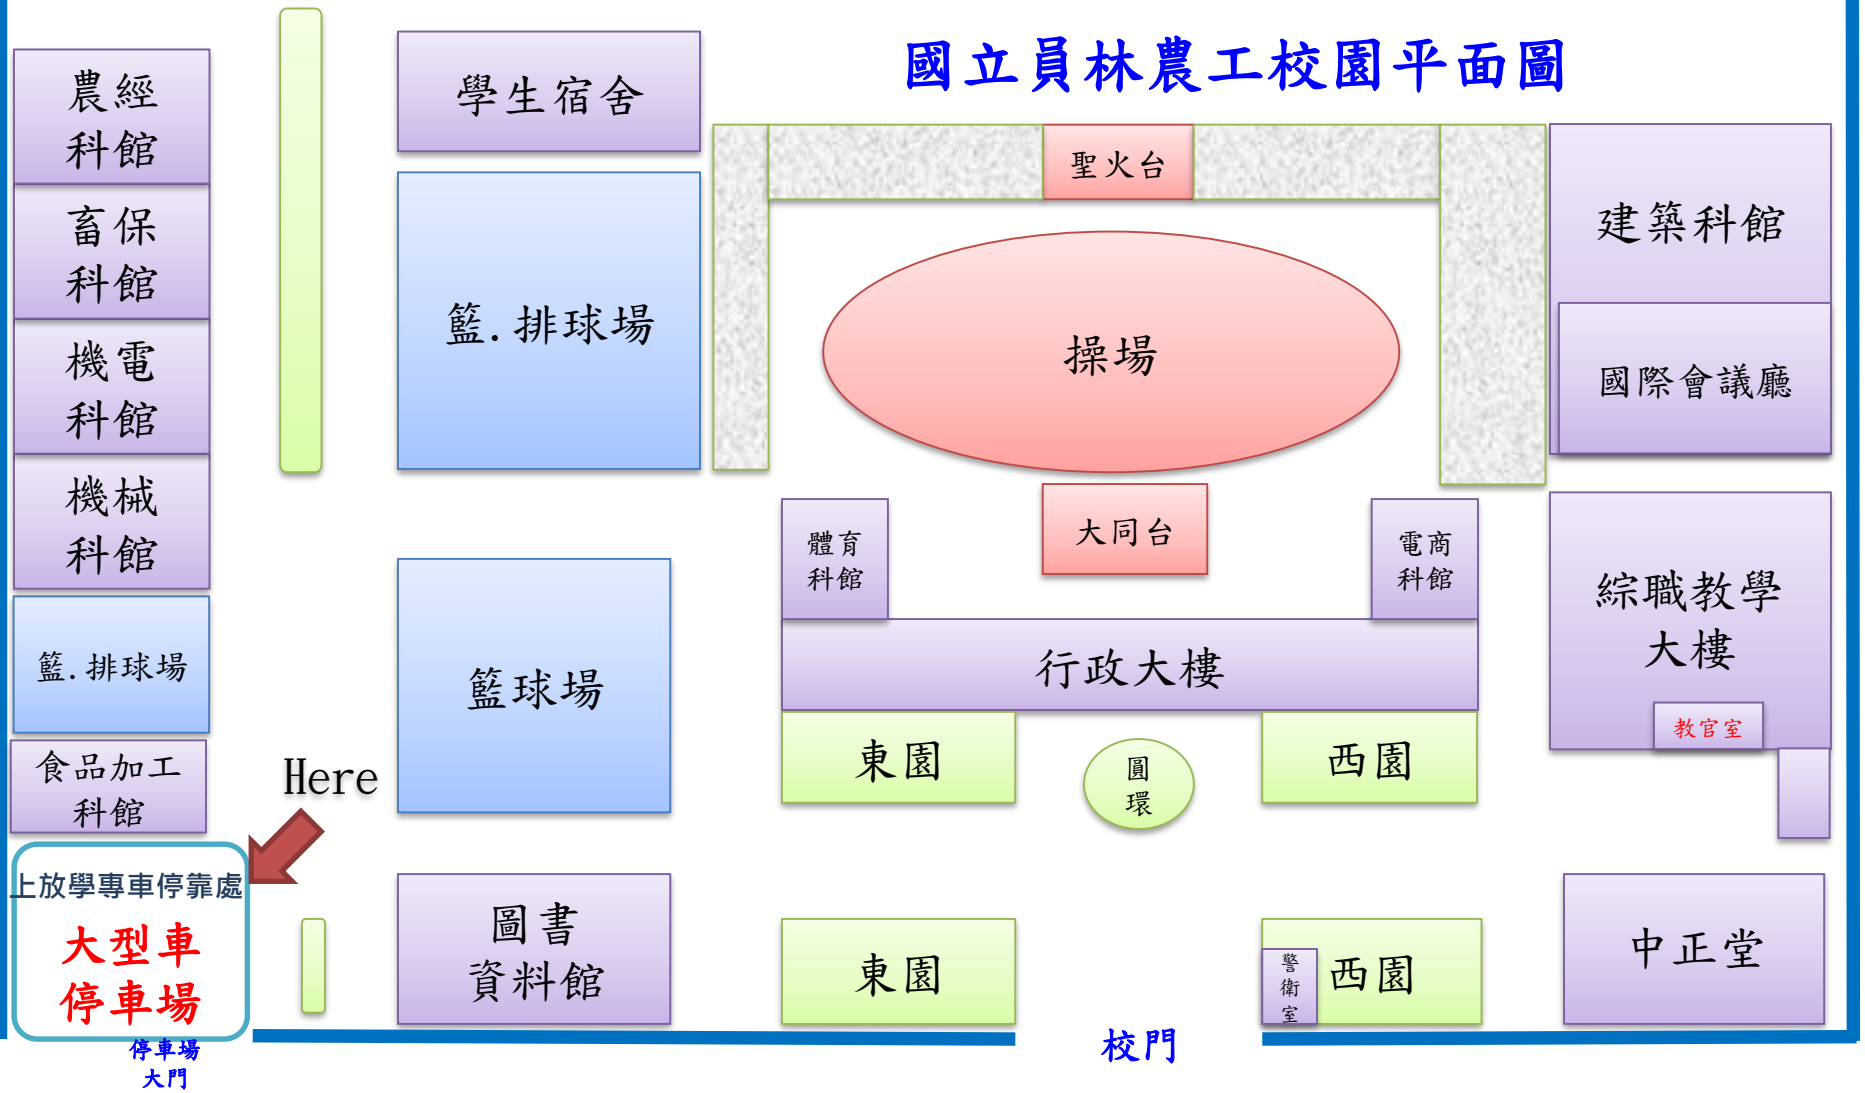 國立員林農工校園平面圖
農經
科館
學生宿舍
聖火台
建築科館
畜保
科館
籃.排球場
操場
國際會議廳
機電
科館
機械
科館
大同台
體育
科館
電商
科館
綜職教學
大樓
籃.排球場
籃球場
行政大樓
教官室
食品加工
科館
Here
東園
圓
環
西園
上放學專車停靠處
大型車
停車場
圖書
資料館
東園
警
衛
室
西園
中正堂
停車場
大門
校門